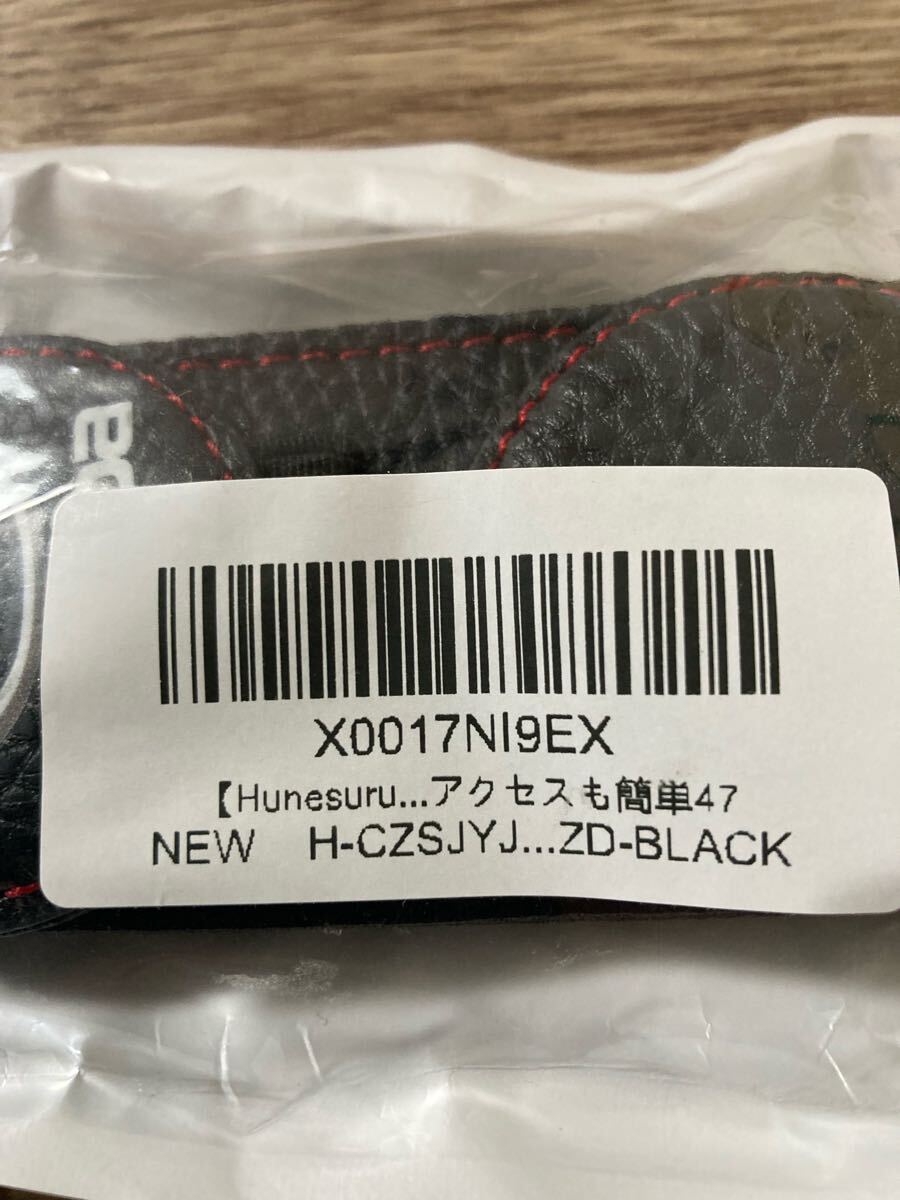 X0017NI9EX
【Hunesuru...アクセスも簡単47
NEW　H-CZSJYJ...ZD-BLACK